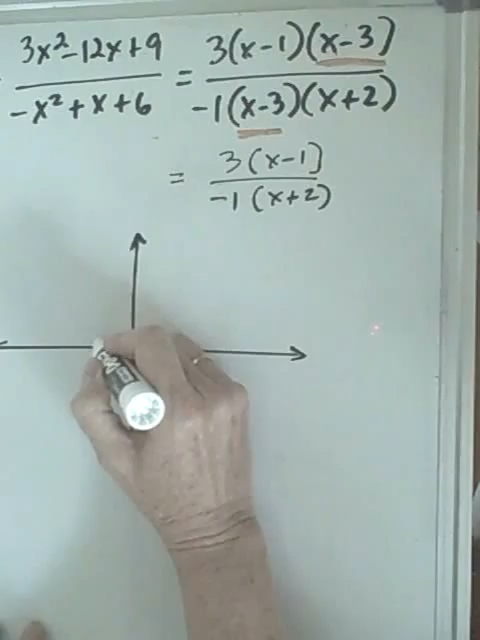 3x²-12x+9 / -x²+x+6 = 3(x-1)(x-3) / -1(x-3)(x+2)
= 3(x-1) / -1(x+2)